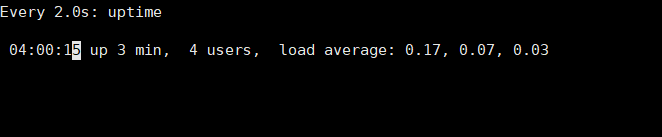 Every 2.0s: uptime
04:00:15 up 3 min,  4 users,  load average: 0.17, 0.07, 0.03